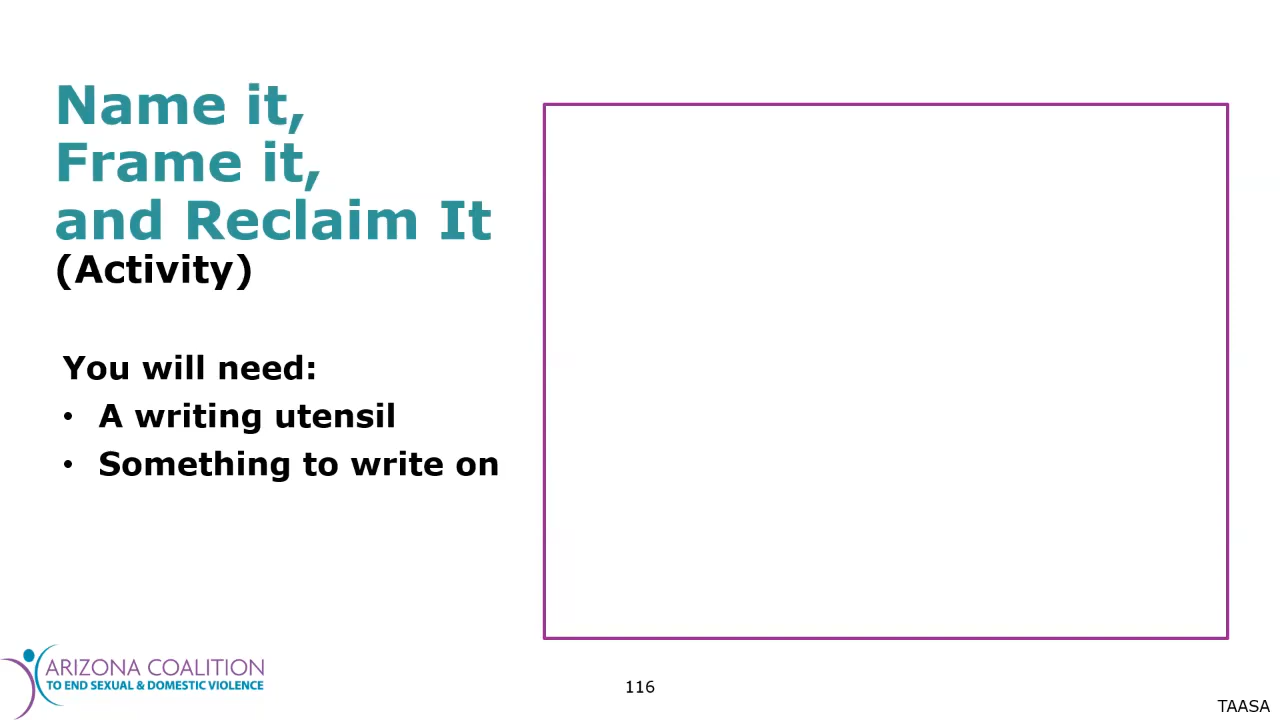 Name it,
Frame it,
and Reclaim It
(Activity)
You will need:
• A writing utensil
• Something to write on
ARIZONA COALITION
TO END SEXUAL & DOMESTIC VIOLENCE
116
TAASA